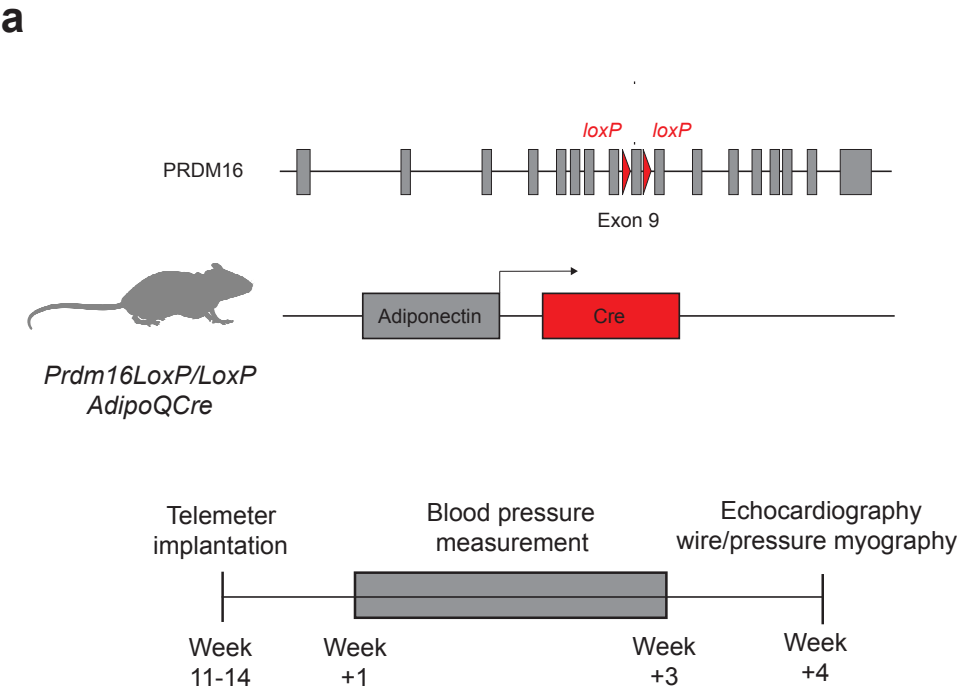 a
loxP loxP
PRDM16
Exon 9
Adiponectin Cre
Prdm16LoxP/LoxP
AdipoQCre
Telemeter
implantation
Blood pressure
measurement
Echocardiography
wire/pressure myography
Week
11-14
Week
+1
Week
+3
Week
+4